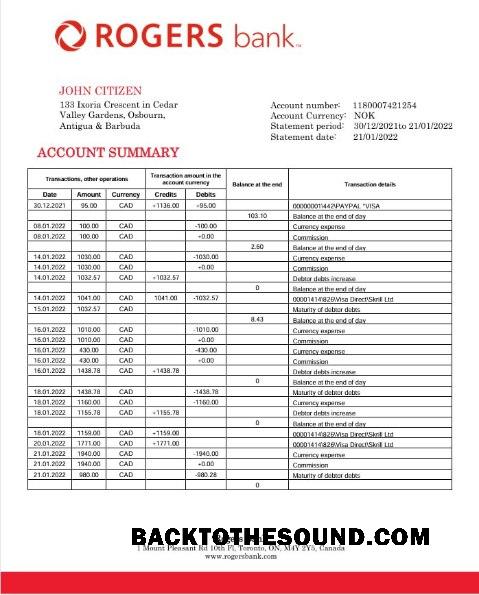 ROGERS bank™
JOHN CITIZEN
133 Ixoria Crescent in Cedar
Valley Gardens, Osbourn,
Antigua & Barbuda
Account number: 1180007421254
Account Currency: NOK
Statement period: 30/12/2021to 21/01/2022
Statement date: 21/01/2022
ACCOUNT SUMMARY
Transactions, other operations Transaction amount in the account currency Balance at the end Transaction details
Date Amount Currency Credits Debits
30.12.2021 95.00 CAD +1136.00 +95.00 00000001\442\PAYPAL *VISA
103.10 Balance at the end of day
08.01.2022 100.00 CAD -100.00 Currency expense
08.01.2022 100.00 CAD +0.00 Commission
2.60 Balance at the end of day
14.01.2022 1030.00 CAD -1030.00 Currency expense
14.01.2022 1030.00 CAD +0.00 Commission
14.01.2022 1032.57 CAD +1032.57 Debtor debts increase
0 Balance at the end of day
14.01.2022 1041.00 CAD 1041.00 -1032.57 00001414\826\Visa Direct\Skrill Ltd
15.01.2022 1032.57 CAD Maturity of debtor debts
8.43 Balance at the end of day
16.01.2022 1010.00 CAD -1010.00 Currency expense
16.01.2022 1010.00 CAD +0.00 Commission
16.01.2022 430.00 CAD -430.00 Currency expense
16.01.2022 430.00 CAD +0.00 Commission
16.01.2022 1438.78 CAD +1438.78 Debtor debts increase
0 Balance at the end of day
18.01.2022 1438.78 CAD -1438.78 Maturity of debtor debts
18.01.2022 1160.00 CAD -1160.00 Currency expense
18.01.2022 1155.78 CAD +1155.78 Debtor debts increase
0 Balance at the end of day
18.01.2022 1159.00 CAD +1159.00 00001414\826\Visa Direct\Skrill Ltd
20.01.2022 1771.00 CAD +1771.00 00001414\826\Visa Direct\Skrill Ltd
21.01.2022 1940.00 CAD -1940.00 Currency expense
21.01.2022 1940.00 CAD +0.00 Commission
21.01.2022 980.00 CAD -980.28 Maturity of debtor debts
0
BACKTOTHESOUND.COM
Rogers Bank
1 Mount Pleasant Rd 10th Fl, Toronto, ON, M4Y 2Y5, Canada
www.rogersbank.com